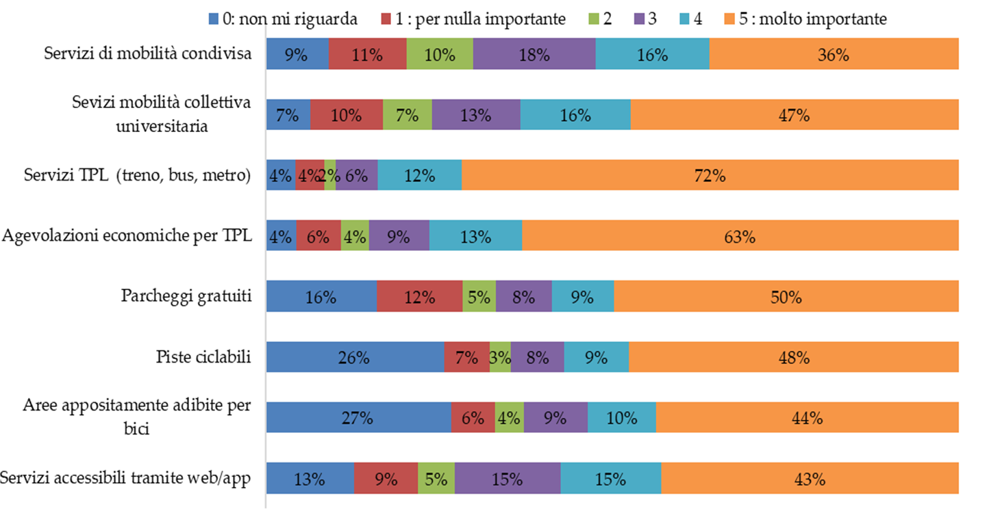 0: non mi riguarda 1 : per nulla importante 2 3 4 5 : molto importante
Servizi di mobilità condivisa 9% 11% 10% 18% 16% 36%
Sevizi mobilità collettiva
universitaria 7% 10% 7% 13% 16% 47%
Servizi TPL (treno, bus, metro) 4% 4% 2% 6% 12% 72%
Agevolazioni economiche per TPL 4% 6% 4% 9% 13% 63%
Parcheggi gratuiti 16% 12% 5% 8% 9% 50%
Piste ciclabili 26% 7% 3% 8% 9% 48%
Aree appositamente adibite per
bici 27% 6% 4% 9% 10% 44%
Servizi accessibili tramite web/app 13% 9% 5% 15% 15% 43%